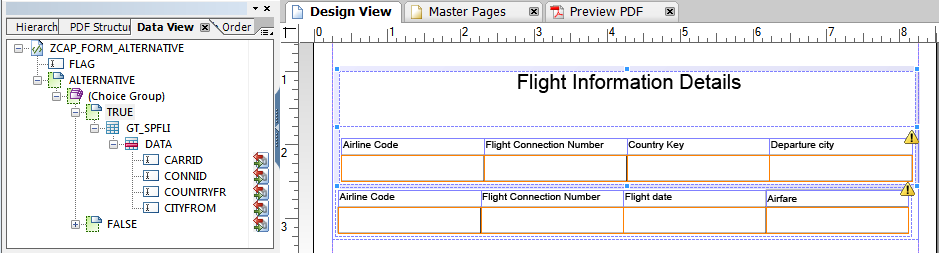 Hierarch PDF Structur Data View Order
ZCAP_FORM_ALTERNATIVE
FLAG
ALTERNATIVE
(Choice Group)
TRUE
GT_SPFLI
DATA
CARRID
CONNID
COUNTRYFR
CITYFROM
FALSE
Design View Master Pages Preview PDF
0 1 2 3 4 5 6 7 8
1
2
3
Flight Information Details
Airline Code Flight Connection Number Country Key Departure city
Airline Code Flight Connection Number Flight date Airfare